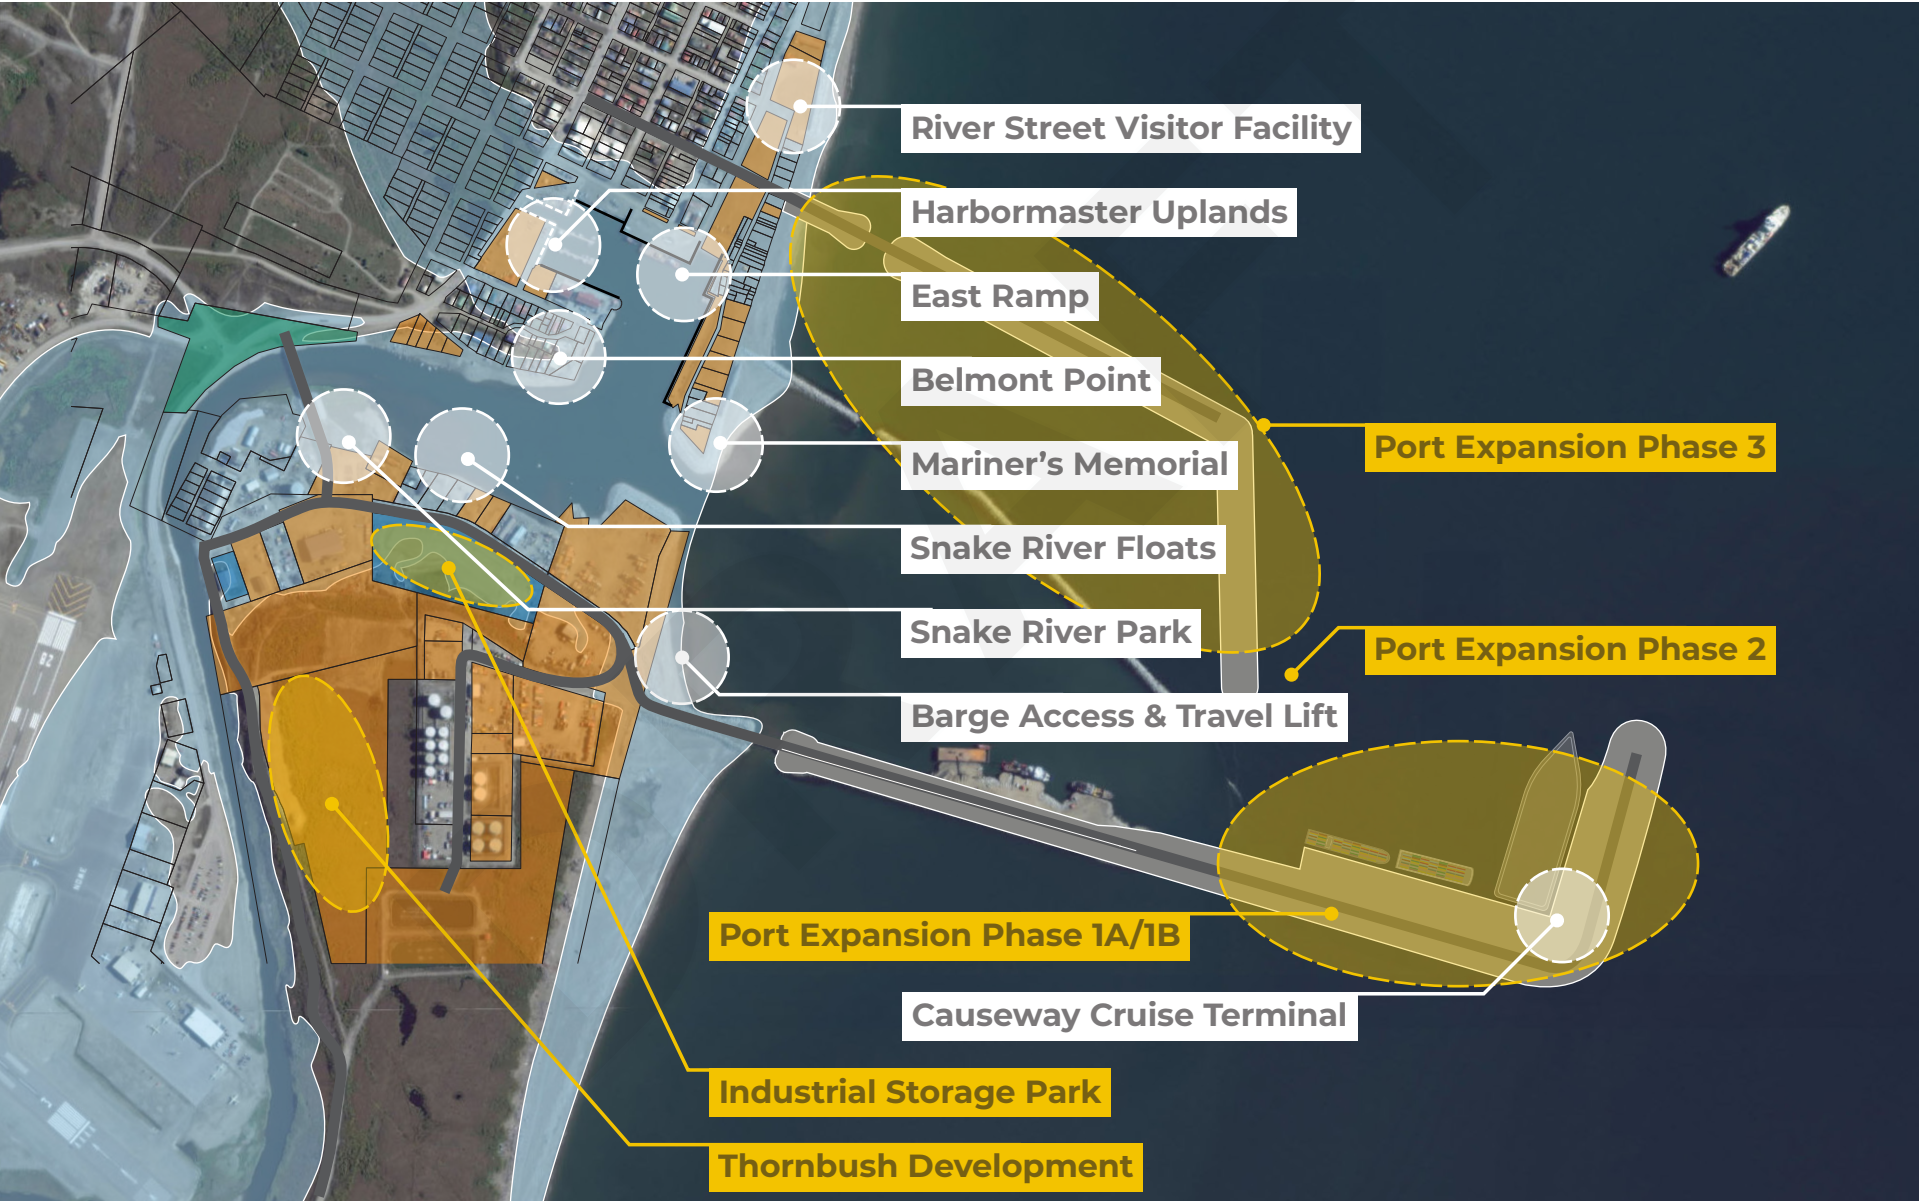 River Street Visitor Facility
Harbormaster Uplands
East Ramp
Belmont Point
Port Expansion Phase 3
Mariner’s Memorial
Snake River Floats
Snake River Park
Port Expansion Phase 2
28
Barge Access & Travel Lift
NOME
Port Expansion Phase 1A/1B
Causeway Cruise Terminal
Industrial Storage Park
Thornbush Development